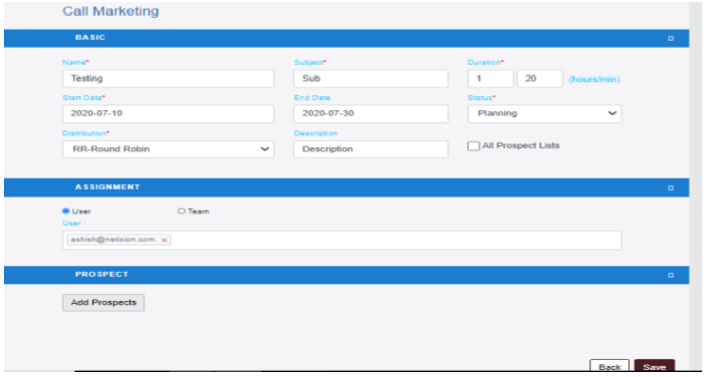 Call Marketing
BASIC
Name* Subject* Duration*
Testing Sub 1 20 (hours/min)
Start Date* End Date Status*
2020-07-10 2020-07-30 Planning
Distribution* Description
RR-Round Robin Description All Prospect Lists
ASSIGNMENT
User Team
User :
ashish@netision.com x
PROSPECT
Add Prospects
Back Save